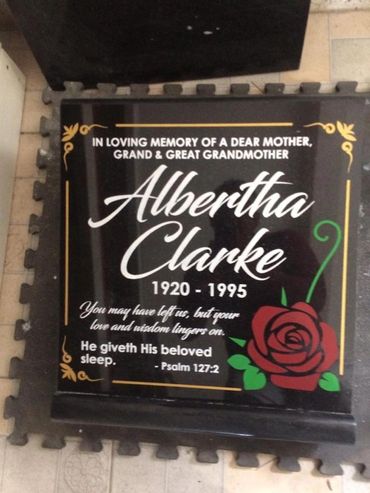 IN LOVING MEMORY OF A DEAR MOTHER,
GRAND & GREAT GRANDMOTHER
Albertha
Clarke
1920 - 1995
You may have left us, but your
love and wisdom lingers on.
He giveth His beloved
sleep.
- Psalm 127:2